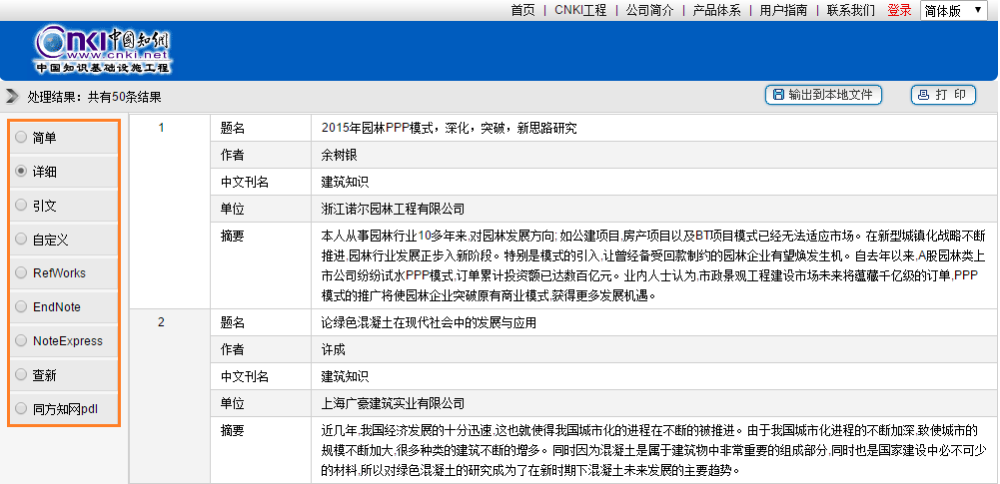 首页 | CNKI工程 | 公司简介 | 产品体系 | 用户指南 | 联系我们 登录 简体版
Cnki中国知网
www.cnki.net
中国知识基础设施工程
处理结果：共有50条结果
输出到本地文件
打 印
简单
详细
引文
自定义
RefWorks
EndNote
NoteExpress
查新
同方知网pdl
1
题名 2015年园林PPP模式，深化，突破，新思路研究
作者 余树银
中文刊名 建筑知识
单位 浙江诺尔园林工程有限公司
摘要 本人从事园林行业10多年来,对园林发展方向; 如公建项目,房产项目以及BT项目模式已经无法适应市场。在新型城镇化战略不断
推进,园林行业发展正步入新阶段。特别是模式的引入,让曾经备受回款制约的园林企业有望焕发生机。自去年以来,A股园林类上
市公司纷纷试水PPP模式,订单累计投资额已达数百亿元。业内人士认为,市政景观工程建设市场未来将蕴藏千亿级的订单,PPP
模式的推广将使园林企业突破原有商业模式,获得更多发展机遇。
2
题名 论绿色混凝土在现代社会中的发展与应用
作者 许成
中文刊名 建筑知识
单位 上海广豪建筑实业有限公司
摘要 近几年,我国经济发展的十分迅速,这也就使得我国城市化的进程在不断的被推进。由于我国城市化进程的不断加深,致使城市的
规模不断加大,很多种类的建筑不断的增多。同时因为混凝土是属于建筑物中非常重要的组成部分,同时也是国家建设中必不可少
的材料,所以对绿色混凝土的研究成为了在新时期下混凝土未来发展的主要趋势。